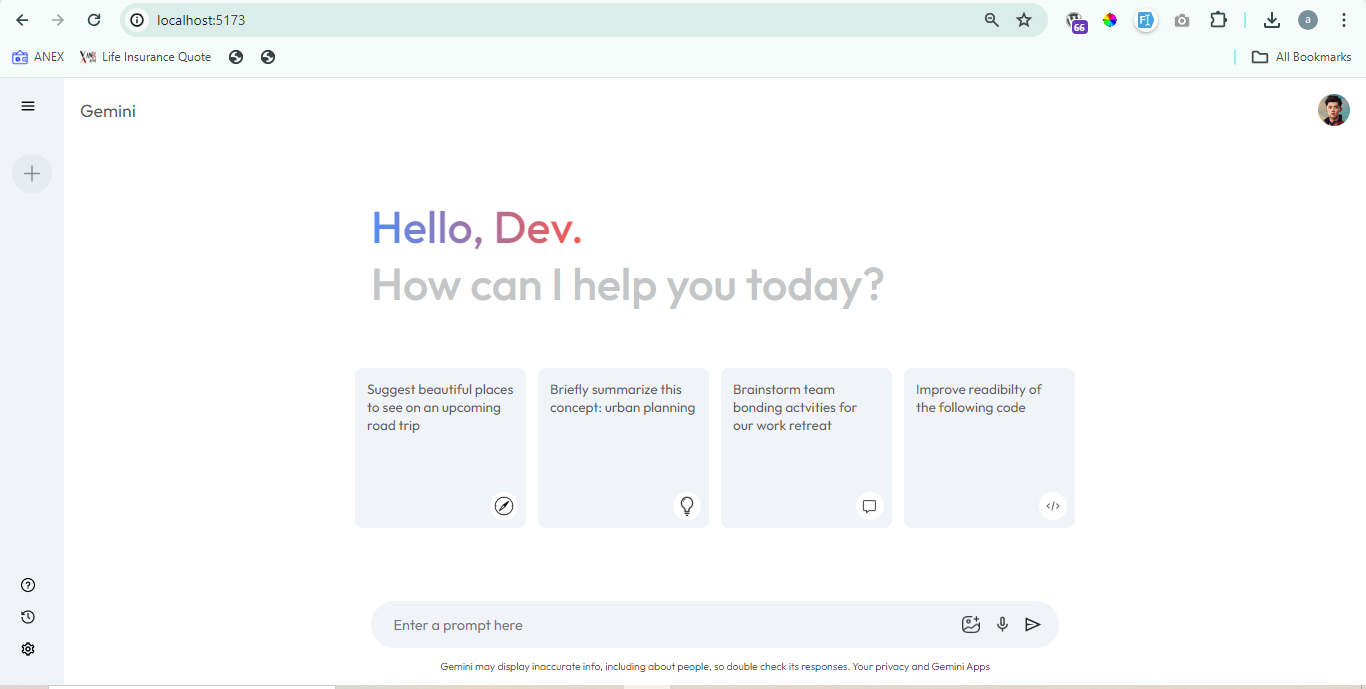 localhost:5173
66
a
ANEX
Life Insurance Quote
All Bookmarks
Gemini
Hello, Dev.
How can I help you today?
Suggest beautiful places
to see on an upcoming
road trip
Briefly summarize this
concept: urban planning
Brainstorm team
bonding actvities for
our work retreat
Improve readibilty of
the following code
</>
Enter a prompt here
Gemini may display inaccurate info, including about people, so double check its responses. Your privacy and Gemini Apps